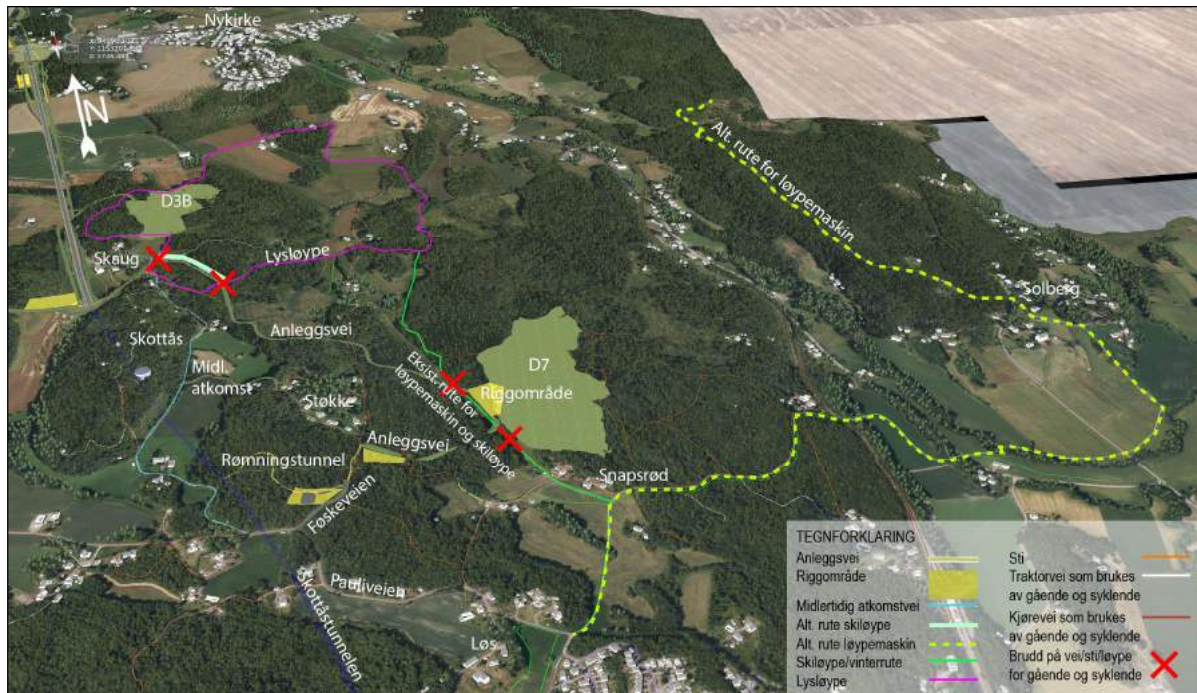 Nykirke
N
Alt. rute for løypemaskin
D3B
Skaug
Lysløype
Solberg
Anleggsvei
Skottås
Midl.
atkomst
D7
Riggområde
Eksist. rute for
løypemaskin og skiløype
Støkke
Anleggsvei
Rømningstunnel
Snapsrød
Føskeveien
Pauliveien
Skottåstunnelen
Løs
TEGNFORKLARING
Anleggsvei
Riggområde
Midlertidig atkomstvei
Alt. rute skiløype
Alt. rute løypemaskin
Skiløype/vinterrute
Lysløype
Sti
Traktorvei som brukes
av gående og syklende
Kjørevei som brukes
av gående og syklende
Brudd på vei/sti/løype
for gående og syklende